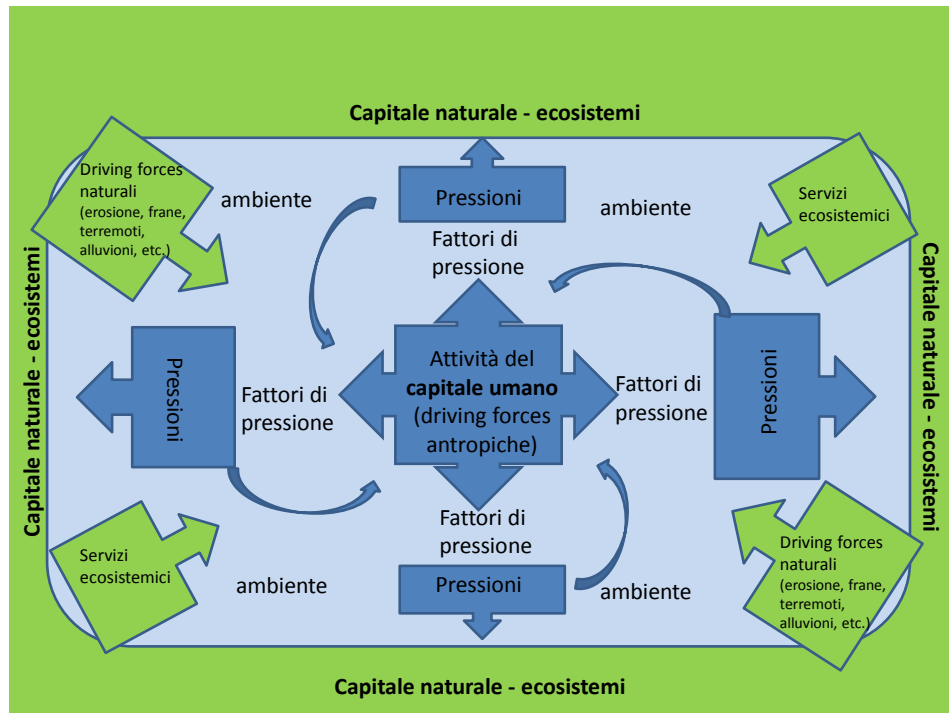 Capitale naturale - ecosistemi
Driving forces
naturali
(erosione, frane,
terremoti,
alluvioni, etc.)
ambiente
Pressioni
ambiente
Servizi
ecosistemici
Fattori di
pressione
Capitale naturale - ecosistemi
Pressioni
Fattori di
pressione
Attività del
capitale umano
(driving forces
antropiche)
Fattori di
pressione
Pressioni
Capitale naturale - ecosistemi
Servizi
ecosistemici
ambiente
Fattori di
pressione
Pressioni
ambiente
Driving forces
naturali
(erosione, frane,
terremoti,
alluvioni, etc.)
Capitale naturale - ecosistemi